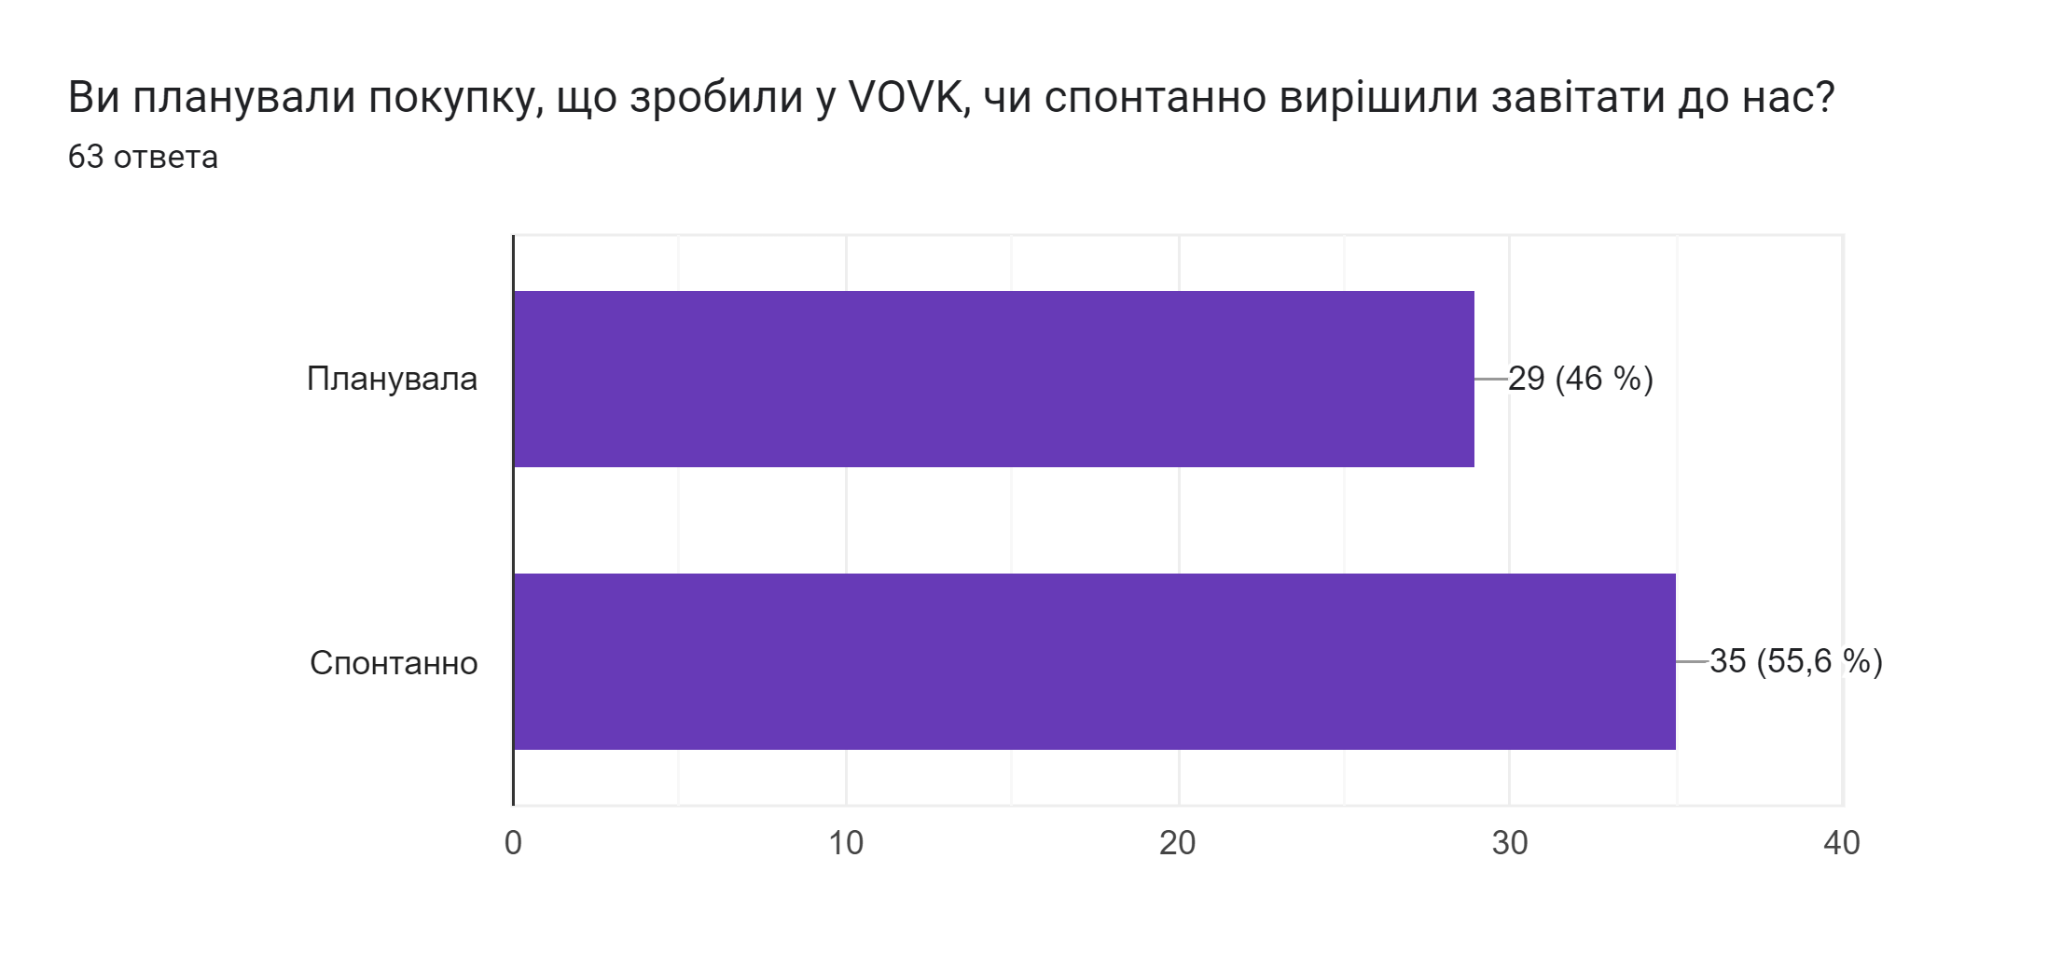 Ви планували покупку, що зробили у VOVK, чи спонтанно вирішили завітати до нас?
63 ответа
Планувала
29 (46 %)
Спонтанно
35 (55,6 %)
0 10 20 30 40